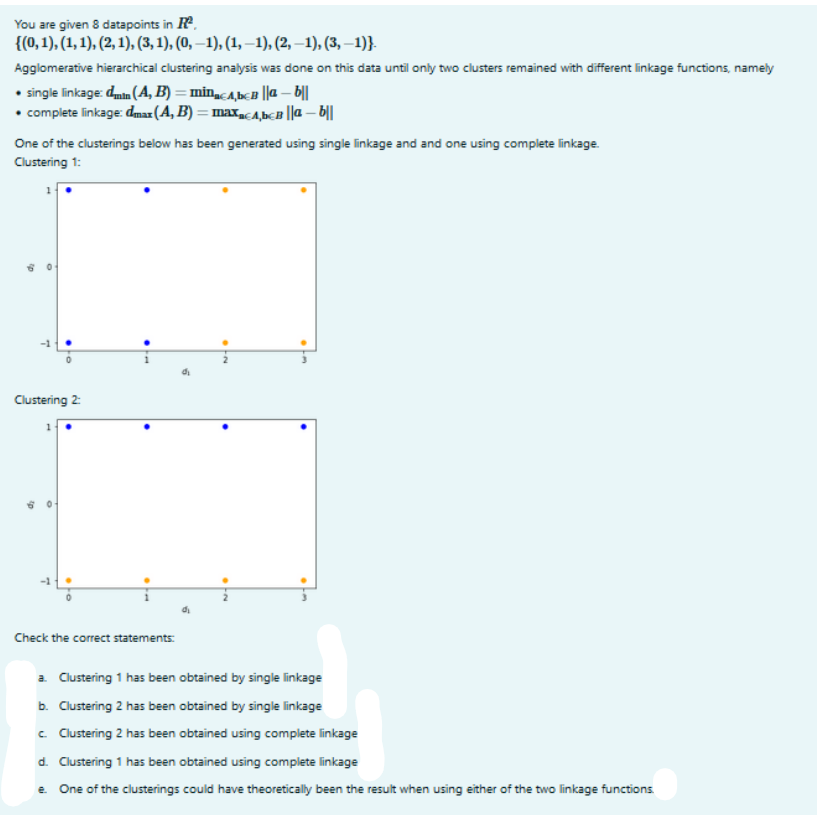 You are given 8 datapoints in R².
{(0, 1), (1, 1), (2, 1), (3, 1), (0, −1), (1, −1), (2, −1), (3, −1)}.
Agglomerative hierarchical clustering analysis was done on this data until only two clusters remained with different linkage functions, namely
• single linkage: dmin(A, B) = minₐ∈A,b∈B ||a − b||
• complete linkage: dmax(A, B) = maxₐ∈A,b∈B ||a − b||
One of the clusterings below has been generated using single linkage and and one using complete linkage.
Clustering 1:
1
d₂ 0
−1
0 1 2 3
d₁
Clustering 2:
1
d₂ 0
−1
0 1 2 3
d₁
Check the correct statements:
a. Clustering 1 has been obtained by single linkage
b. Clustering 2 has been obtained by single linkage
c. Clustering 2 has been obtained using complete linkage
d. Clustering 1 has been obtained using complete linkage
e. One of the clusterings could have theoretically been the result when using either of the two linkage functions.